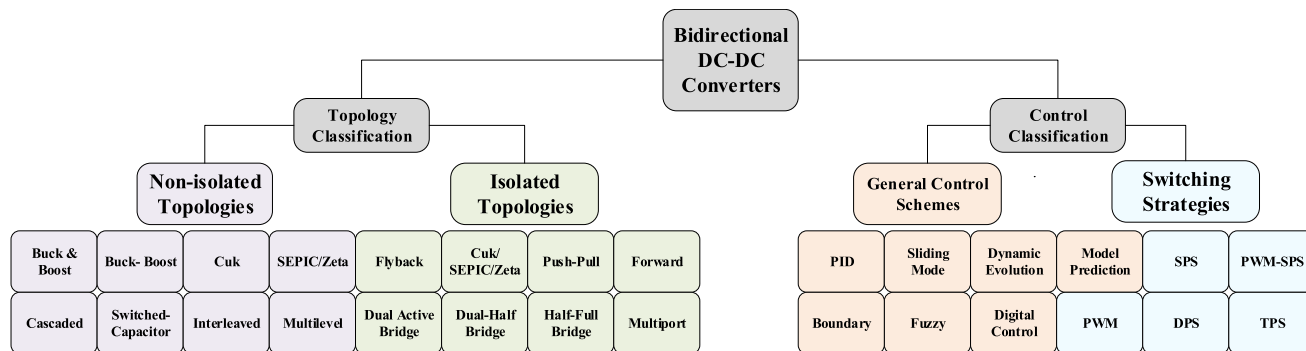 Bidirectional
DC-DC
Converters
Topology
Classification
Control
Classification
Non-isolated
Topologies
Isolated
Topologies
General Control
Schemes
Switching
Strategies
Buck &
Boost
Buck- Boost
Cuk
SEPIC/Zeta
Flyback
Cuk/
SEPIC/Zeta
Push-Pull
Forward
PID
Sliding
Mode
Dynamic
Evolution
Model
Prediction
SPS
PWM-SPS
Cascaded
Switched-
Capacitor
Interleaved
Multilevel
Dual Active
Bridge
Dual-Half
Bridge
Half-Full
Bridge
Multiport
Boundary
Fuzzy
Digital
Control
PWM
DPS
TPS